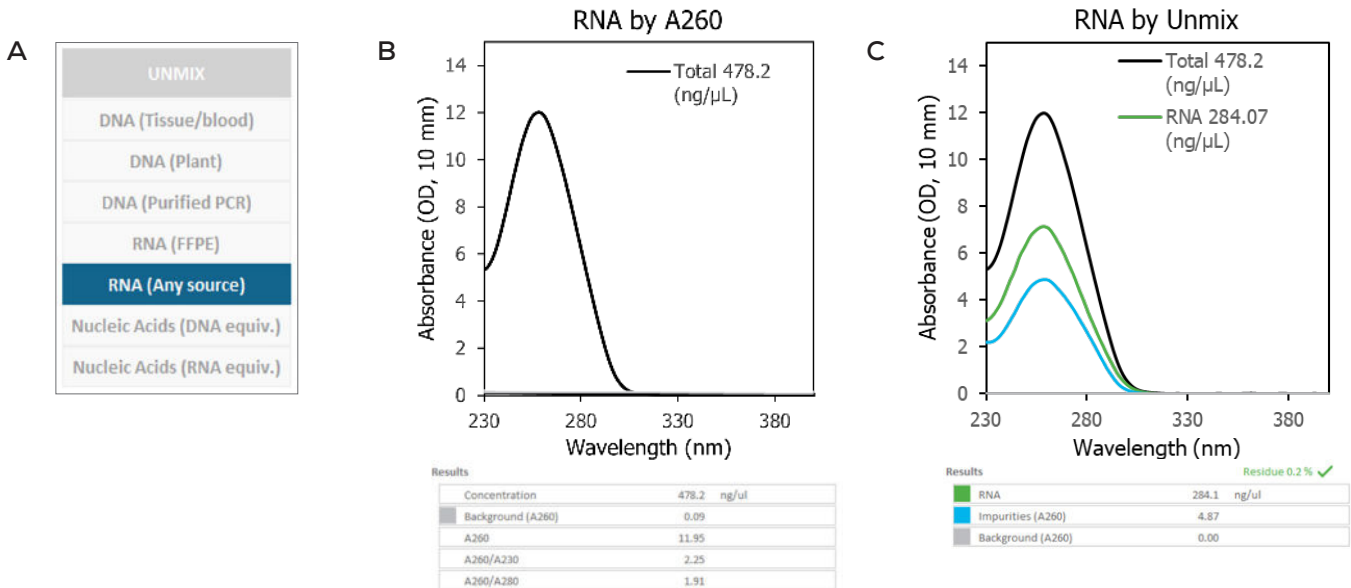 A
UNMIX
DNA (Tissue/blood)
DNA (Plant)
DNA (Purified PCR)
RNA (FFPE)
RNA (Any source)
Nucleic Acids (DNA equiv.)
Nucleic Acids (RNA equiv.)
B
RNA by A260
Total 478.2
(ng/µL)
Absorbance (OD, 10 mm)
14
12
10
8
6
4
2
0
230
280
330
380
Wavelength (nm)
Results
Concentration 478.2 ng/ul
Background (A260) 0.09
A260 11.95
A260/A230 2.25
A260/A280 1.91
C
RNA by Unmix
Total 478.2
(ng/µL)
RNA 284.07
(ng/µL)
Absorbance (OD, 10 mm)
14
12
10
8
6
4
2
0
230
280
330
380
Wavelength (nm)
Results Residue 0.2 % ✓
RNA 284.1 ng/ul
Impurities (A260) 4.87
Background (A260) 0.00